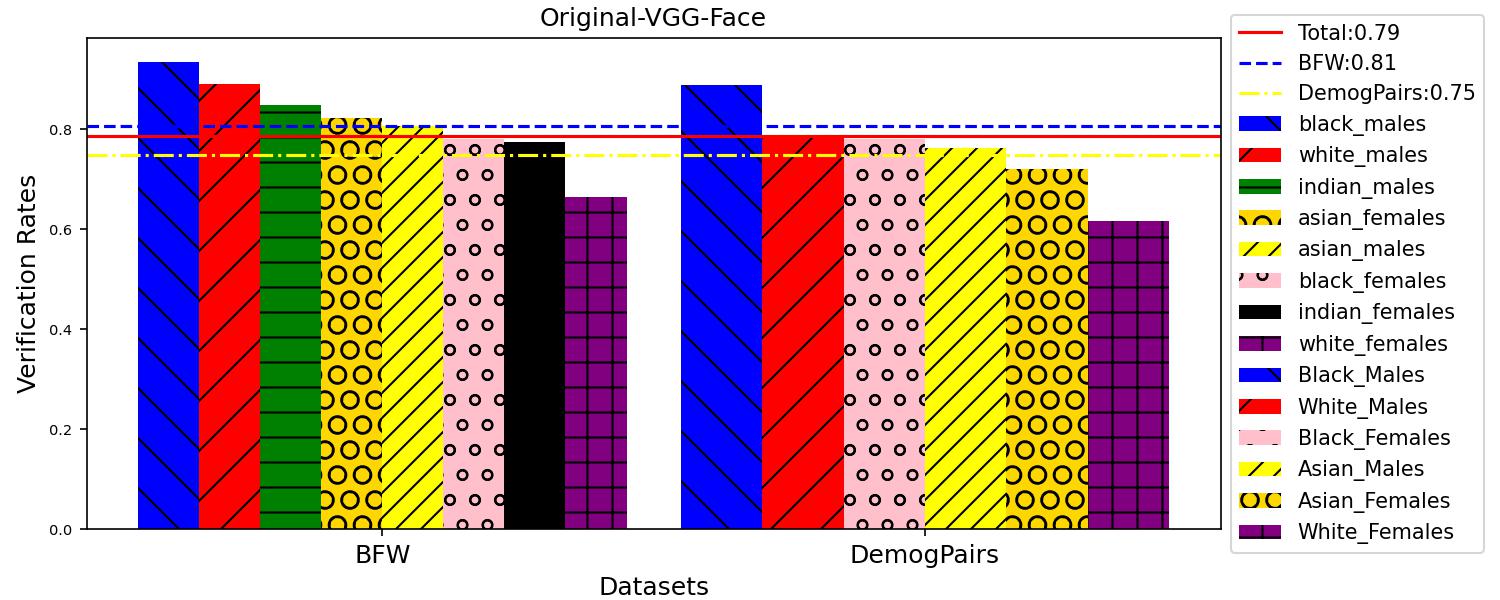 Original-VGG-Face
Verification Rates
0.8
0.6
0.4
0.2
0.0
BFW
DemogPairs
Datasets
Total:0.79
BFW:0.81
DemogPairs:0.75
black_males
white_males
indian_males
asian_females
asian_males
black_females
indian_females
white_females
Black_Males
White_Males
Black_Females
Asian_Males
Asian_Females
White_Females